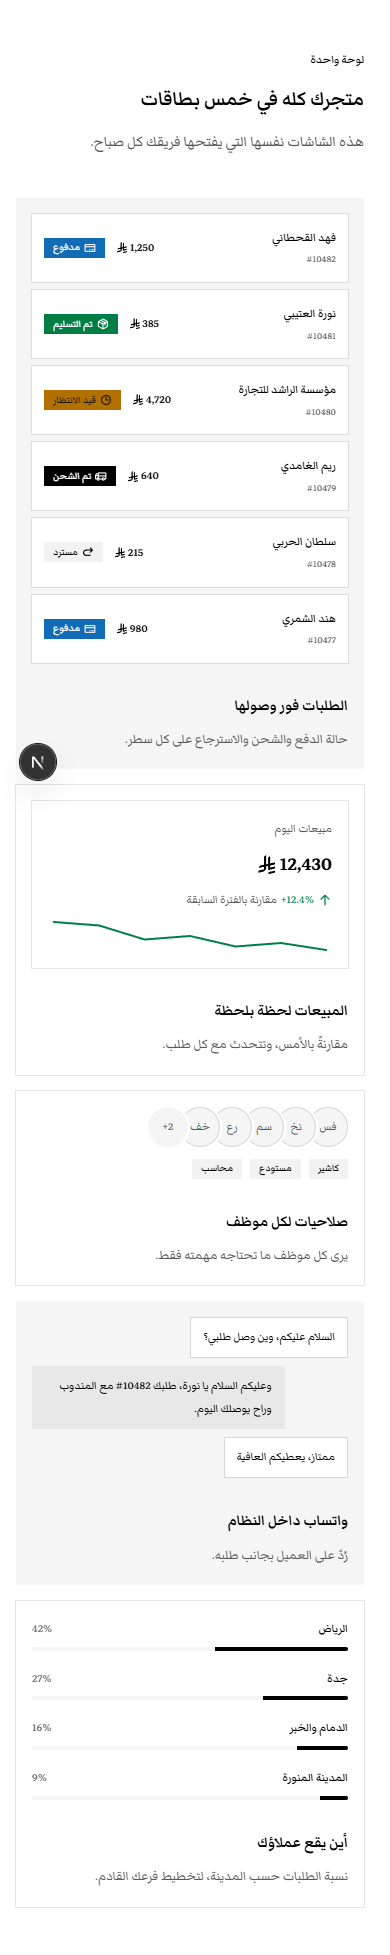 لوحة واحدة
متجرك كله في خمس بطاقات
هذه الشاشات نفسها التي يفتحها فريقك كل صباح.
فهد القحطاني
#10482
1,250
مدفوع
نورة العتيبي
#10481
385
تم التسليم
مؤسسة الراشد للتجارة
#10480
4,720
قيد الانتظار
ريم الغامدي
#10479
640
تم الشحن
سلطان الحربي
#10478
215
مسترد
هند الشمري
#10477
980
مدفوع
الطلبات فور وصولها
حالة الدفع والشحن والاسترجاع على كل سطر.
N
مبيعات اليوم
12,430
+12.4% مقارنة بالفترة السابقة
المبيعات لحظة بلحظة
مقارنةً بالأمس، وتتحدث مع كل طلب.
فس نخ سم رع خف +2
كاشير مستودع محاسب
صلاحيات لكل موظف
يرى كل موظف ما تحتاجه مهمته فقط.
السلام عليكم، وين وصل طلبي؟
وعليكم السلام يا نورة، طلبك 10482# مع المندوب
وراح يوصلك اليوم.
ممتاز، يعطيكم العافية
واتساب داخل النظام
رُدّ على العميل بجانب طلبه.
الرياض 42%
جدة 27%
الدمام والخبر 16%
المدينة المنورة 9%
أين يقع عملاؤك
نسبة الطلبات حسب المدينة، لتخطيط فرعك القادم.